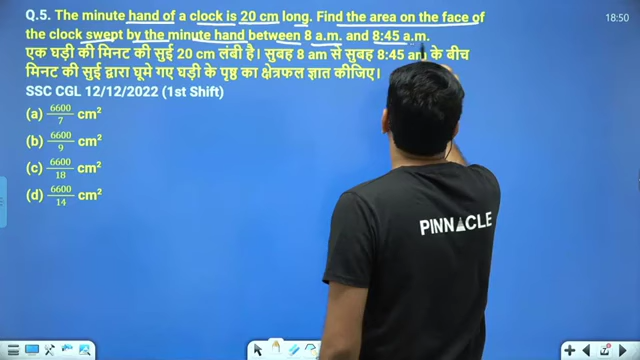 Q.5. The minute hand of a clock is 20 cm long. Find the area on the face of
the clock swept by the minute hand between 8 a.m. and 8:45 a.m.
एक घड़ी की मिनट की सुई 20 cm लंबी है। सुबह 8 am से सुबह 8:45 am के बीच
मिनट की सुई द्वारा घूमे गए घड़ी के पृष्ठ का क्षेत्रफल ज्ञात कीजिए।
SSC CGL 12/12/2022 (1st Shift)
(a) 6600/7 cm²
(b) 6600/9 cm²
(c) 6600/18 cm²
(d) 6600/14 cm²
18:50
PINNACLE